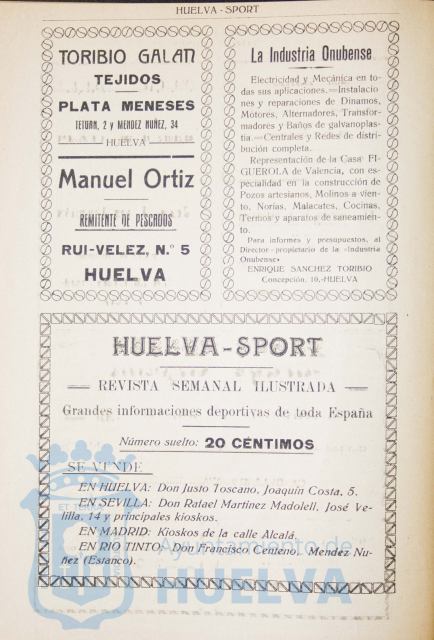 HUELVA - SPORT
TORIBIO GALAN
TEJIDOS
PLATA MENESES
TETUAN, 2 y MENDEZ NUÑEZ, 34
HUELVA
Manuel Ortiz
REMITENTE DE PESCADOS
RUI-VELEZ, N.º 5
HUELVA
La Industria Onubense
Electricidad y Mecánica en to-
das sus aplicaciones.—Instalacio
nes y reparaciones de Dinamos,
Motores, Alternadores, Transfor-
madores y Baños de galvanoplas-
tia.—Centrales y Redes de distri-
bución completa.
Representación de la Casa FI-
GUEROLA de Valencia, con es-
pecialidad en la construcción de
Pozos artesianos, Molinos a vien-
to, Norias, Malacates, Cocinas,
Termos y aparatos de saneamien-
to.
Para informes y presupuestos, al
Director-propietario de la «Industria
Onubense»
ENRIQUE SANCHEZ TORIBIO
Concepción, 10.-HUELVA
HUELVA-SPORT
REVISTA SEMANAL ILUSTRADA
Grandes informaciones deportivas de toda España
Número suelto: 20 CENTIMOS
SE VENDE
EN HUELVA: Don Justo Toscano, Joaquín Costa, 5.
EN SEVILLA: Don Rafael Martinez Madolell, José Ve-
lilla, 14 y principales kioskos.
EN MADRID: Kioskos de la calle Alcalá.
EN RIO TINTO: Don Francisco Centeno. Mendez Nu-
ñez (Estanco).
Ayuntamiento de
HUELVA